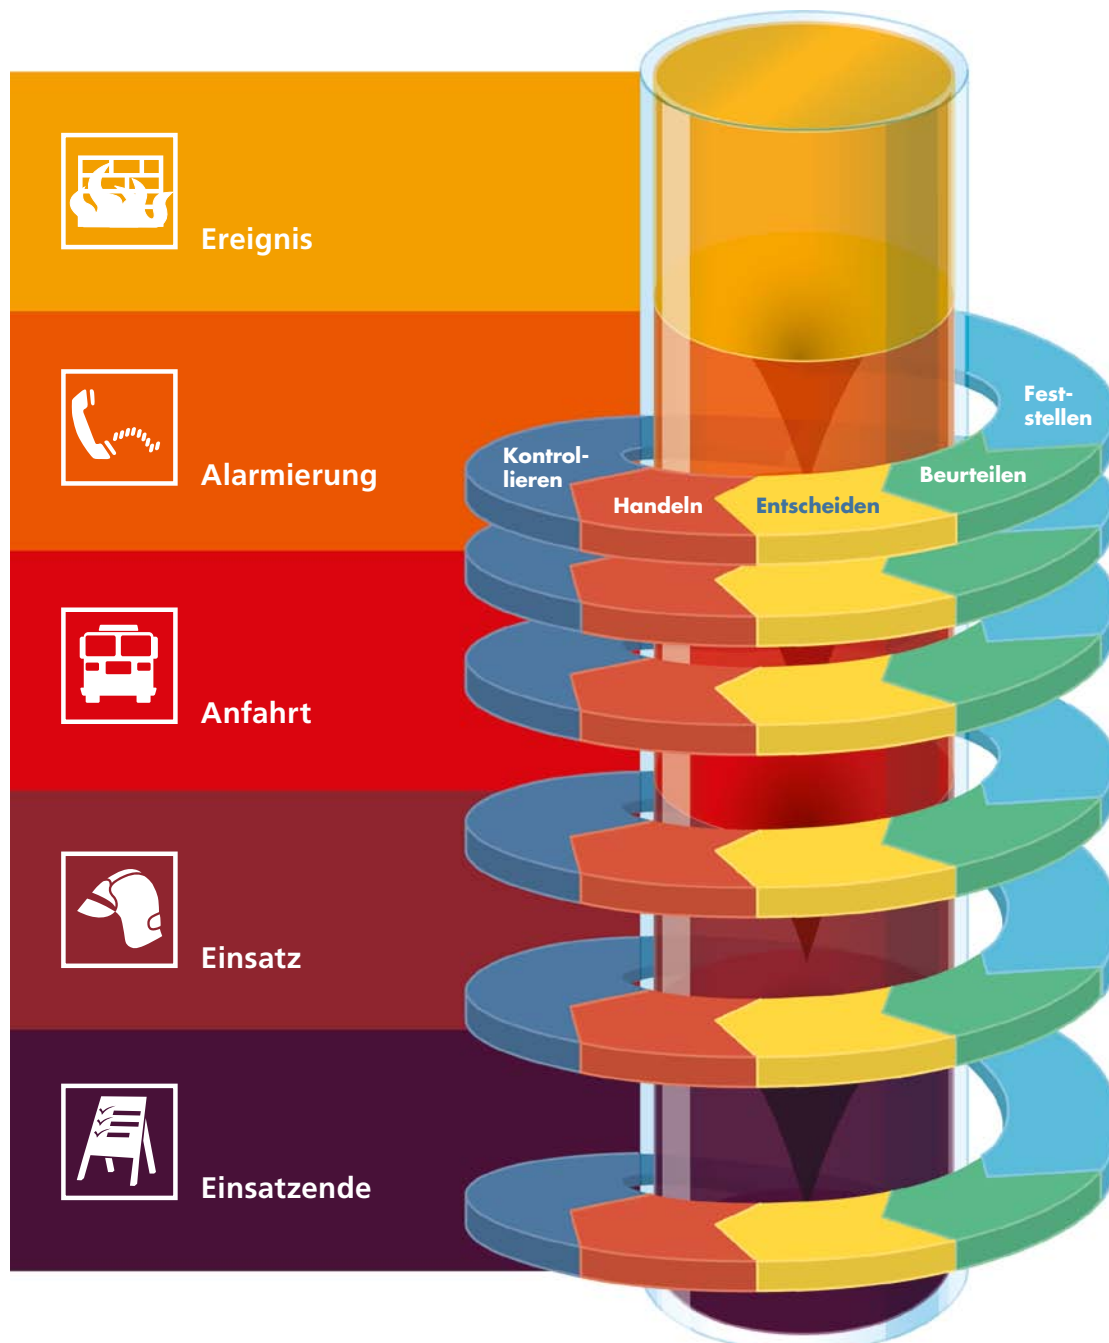 Ereignis
Alarmierung
Anfahrt
Einsatz
Einsatzende
Fest-
stellen
Beurteilen
Entscheiden
Handeln
Kontrol-
lieren